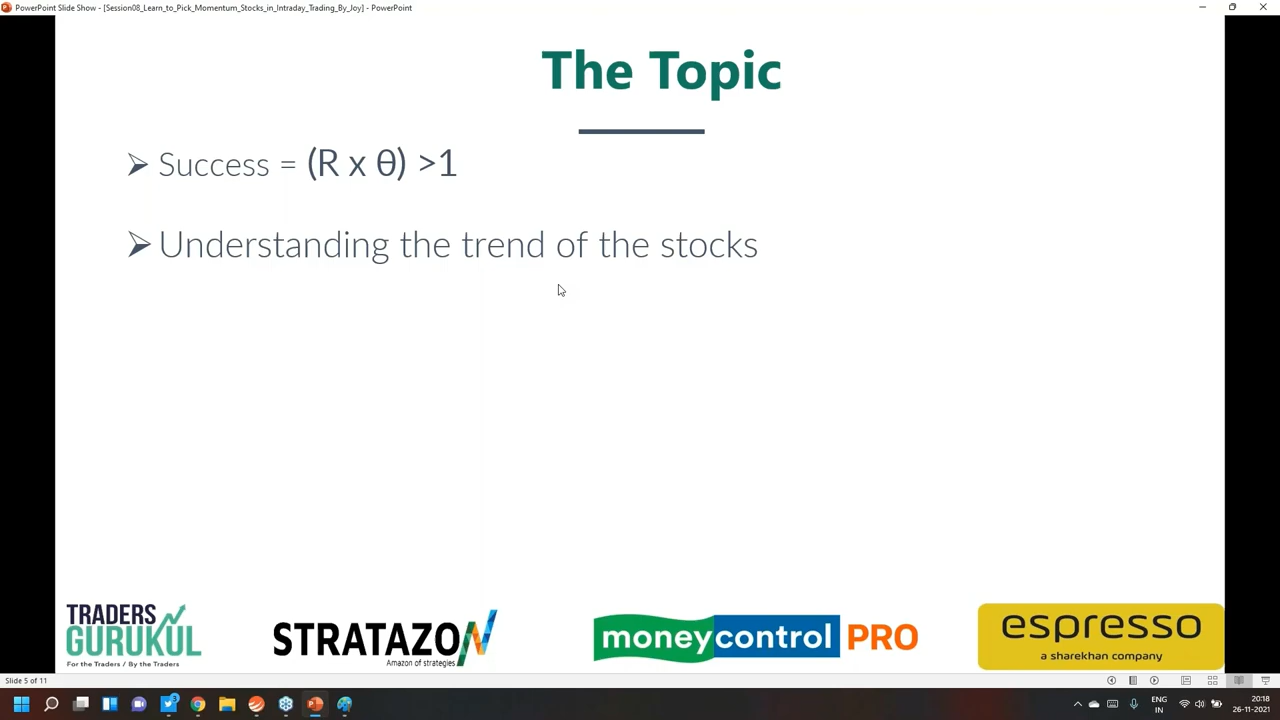 PowerPoint Slide Show - [Session08_Learn_to_Pick_Momentum_Stocks_in_Intraday_Trading_By_Joy] - PowerPoint
The Topic
➢ Success = (R x θ) >1
➢ Understanding the trend of the stocks
TRADERS
GURUKUL
For the Traders / By the Traders
STRATAZON
Amazon of strategies
moneycontrol PRO
espresso
a sharekhan company
Slide 5 of 11
3
ENG
IN
20:18
26-11-2021